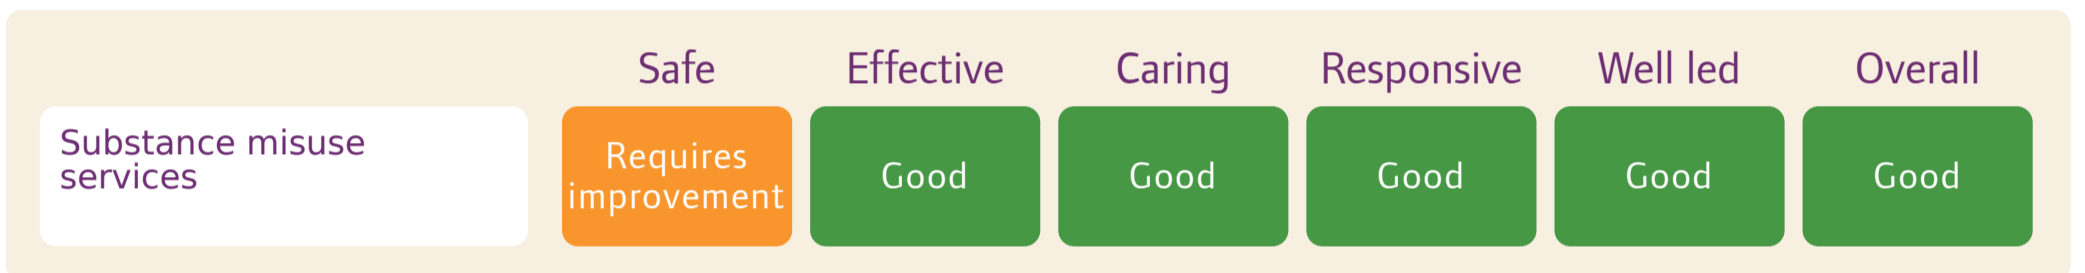 Safe Effective Caring Responsive Well led Overall
Substance misuse
services
Requires
improvement
Good Good Good Good Good